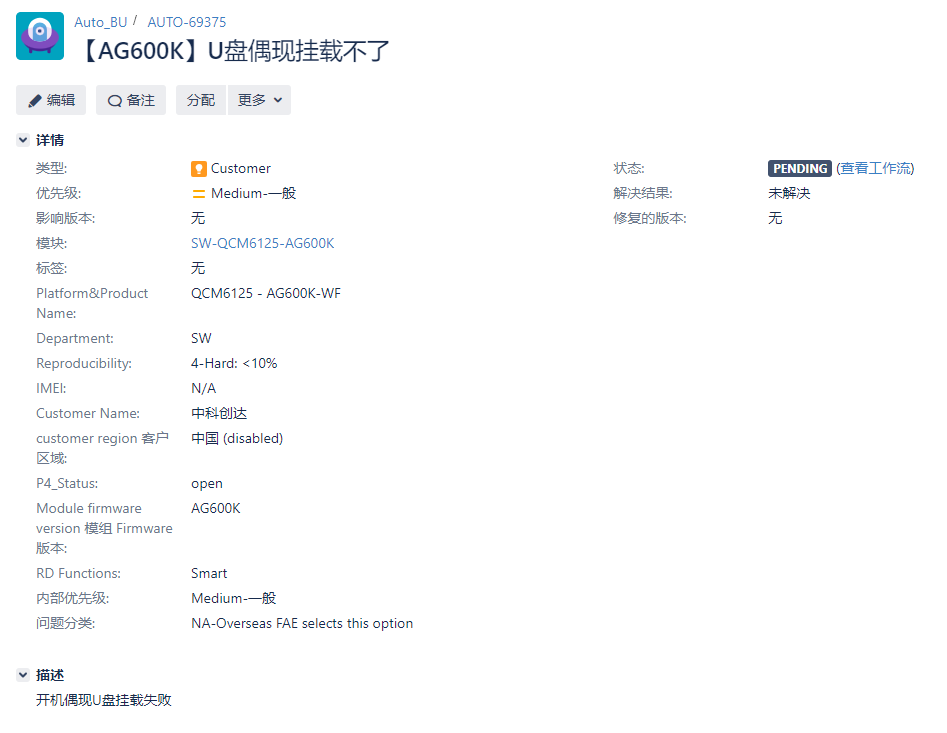 Auto_BU / AUTO-69375
【AG600K】U盘偶现挂载不了
编辑 备注 分配 更多
详情
类型: Customer
状态: PENDING (查看工作流)
优先级: Medium-一般
解决结果: 未解决
影响版本: 无
修复的版本: 无
模块: SW-QCM6125-AG600K
标签: 无
Platform&Product
Name:
QCM6125 - AG600K-WF
Department: SW
Reproducibility: 4-Hard: <10%
IMEI: N/A
Customer Name: 中科创达
customer region 客户
区域:
中国 (disabled)
P4_Status: open
Module firmware
version 模组 Firmware
版本:
AG600K
RD Functions: Smart
内部优先级: Medium-一般
问题分类: NA-Overseas FAE selects this option
描述
开机偶现U盘挂载失败